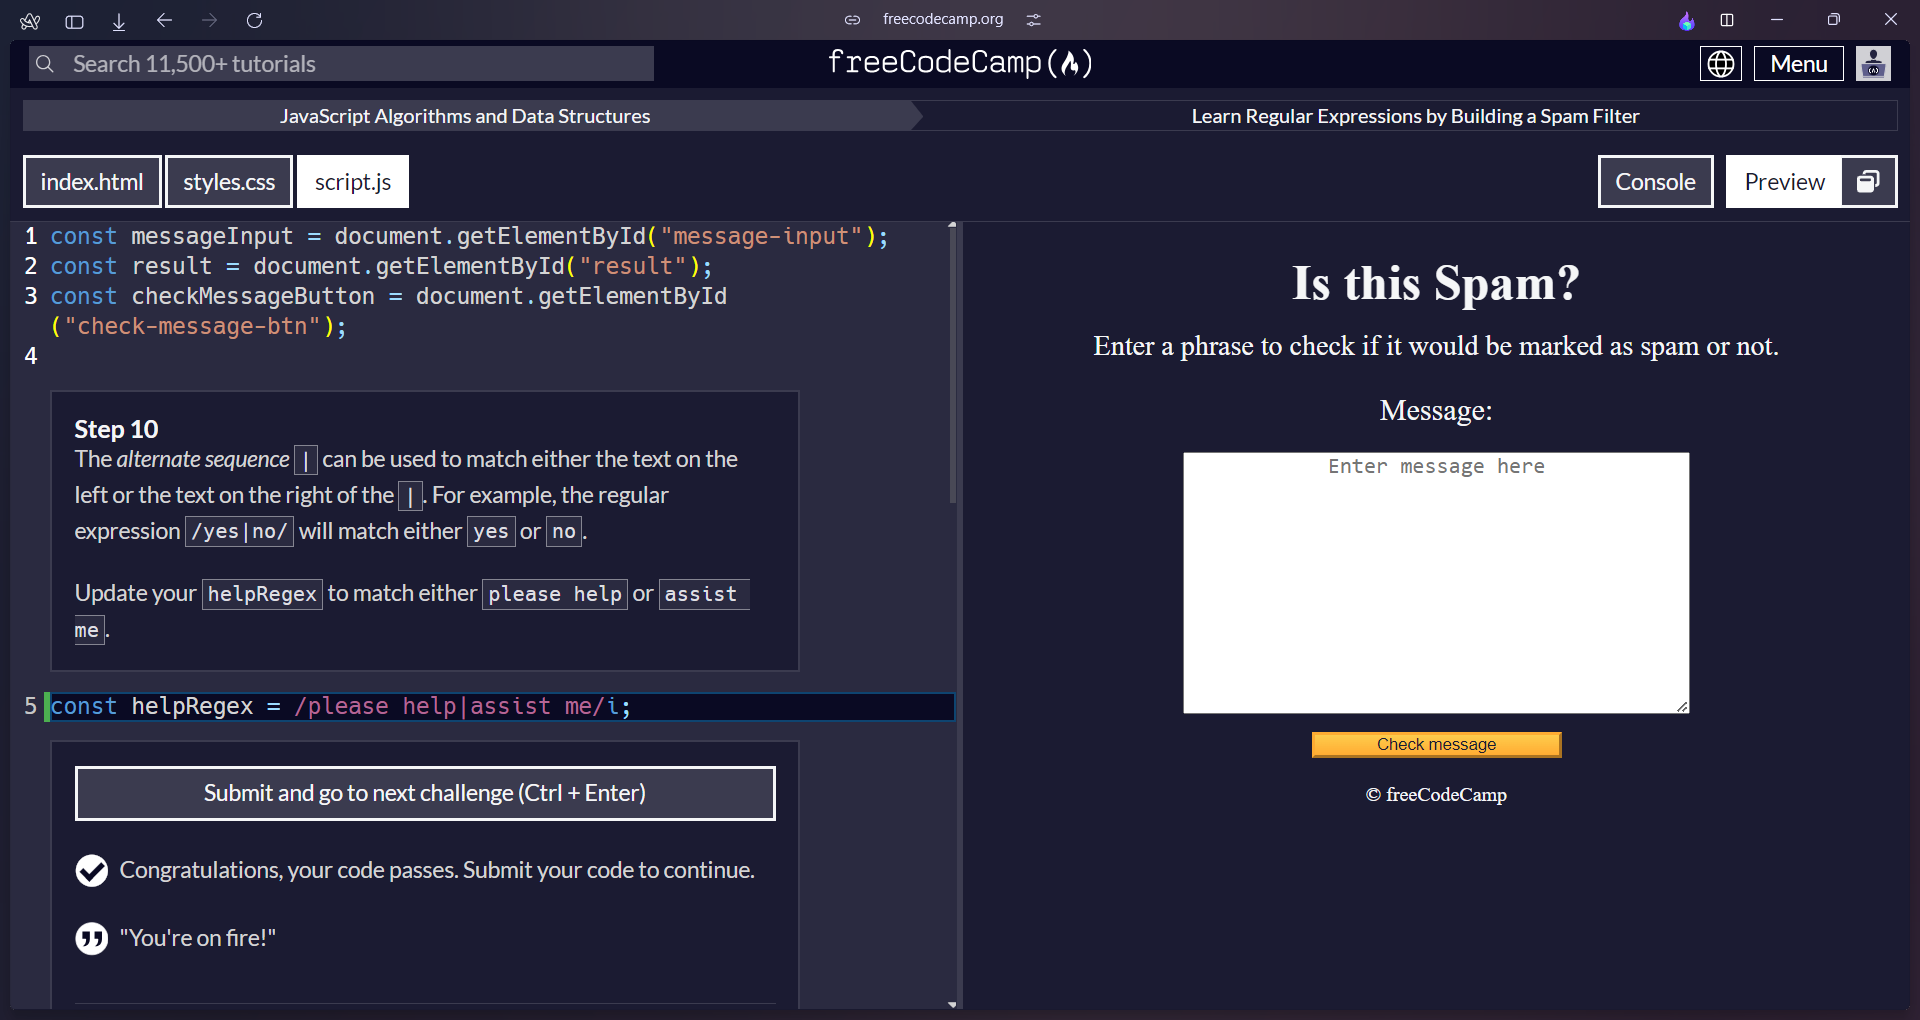 freecodecamp.org
Search 11,500+ tutorials
freeCodeCamp(🔥)
Menu
JavaScript Algorithms and Data Structures
Learn Regular Expressions by Building a Spam Filter
index.html
styles.css
script.js
Console
Preview
1 const messageInput = document.getElementById("message-input");
2 const result = document.getElementById("result");
3 const checkMessageButton = document.getElementById
("check-message-btn");
4
Step 10
The alternate sequence | can be used to match either the text on the
left or the text on the right of the |. For example, the regular
expression /yes|no/ will match either yes or no.
Update your helpRegex to match either please help or assist
me.
5 const helpRegex = /please help|assist me/i;
Submit and go to next challenge (Ctrl + Enter)
Congratulations, your code passes. Submit your code to continue.
"You're on fire!"
Is this Spam?
Enter a phrase to check if it would be marked as spam or not.
Message:
Enter message here
Check message
© freeCodeCamp